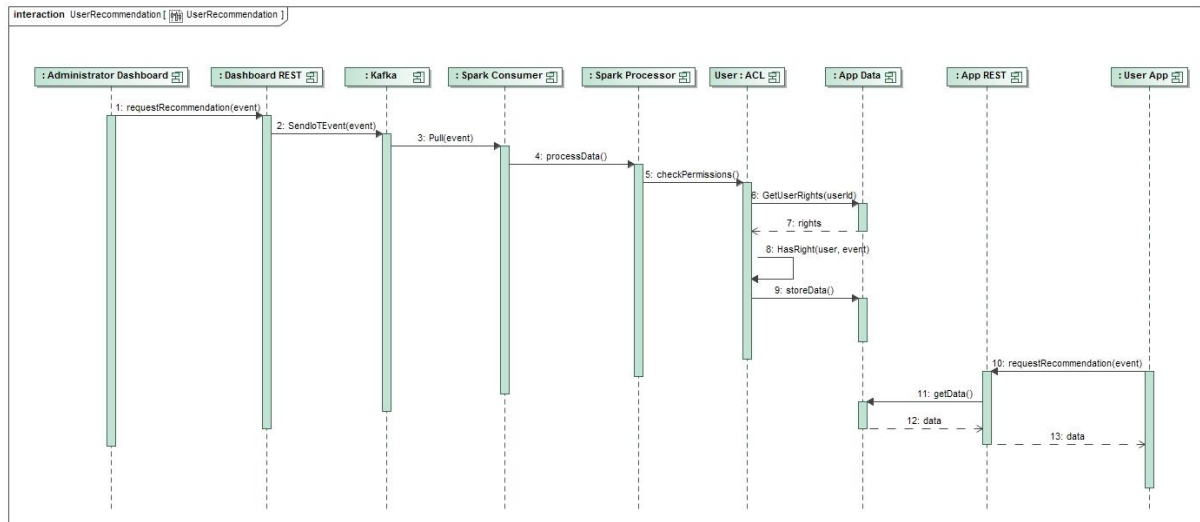 interaction UserRecommendation [ UserRecommendation ]
: Administrator Dashboard
: Dashboard REST
: Kafka
: Spark Consumer
: Spark Processor
User : ACL
: App Data
: App REST
: User App
1: requestRecommendation(event)
2: SendIoTEvent(event)
3: Pull(event)
4: processData()
5: checkPermissions()
6: GetUserRights(userId)
7: rights
8: HasRight(user, event)
9: storeData()
10: requestRecommendation(event)
11: getData()
12: data
13: data